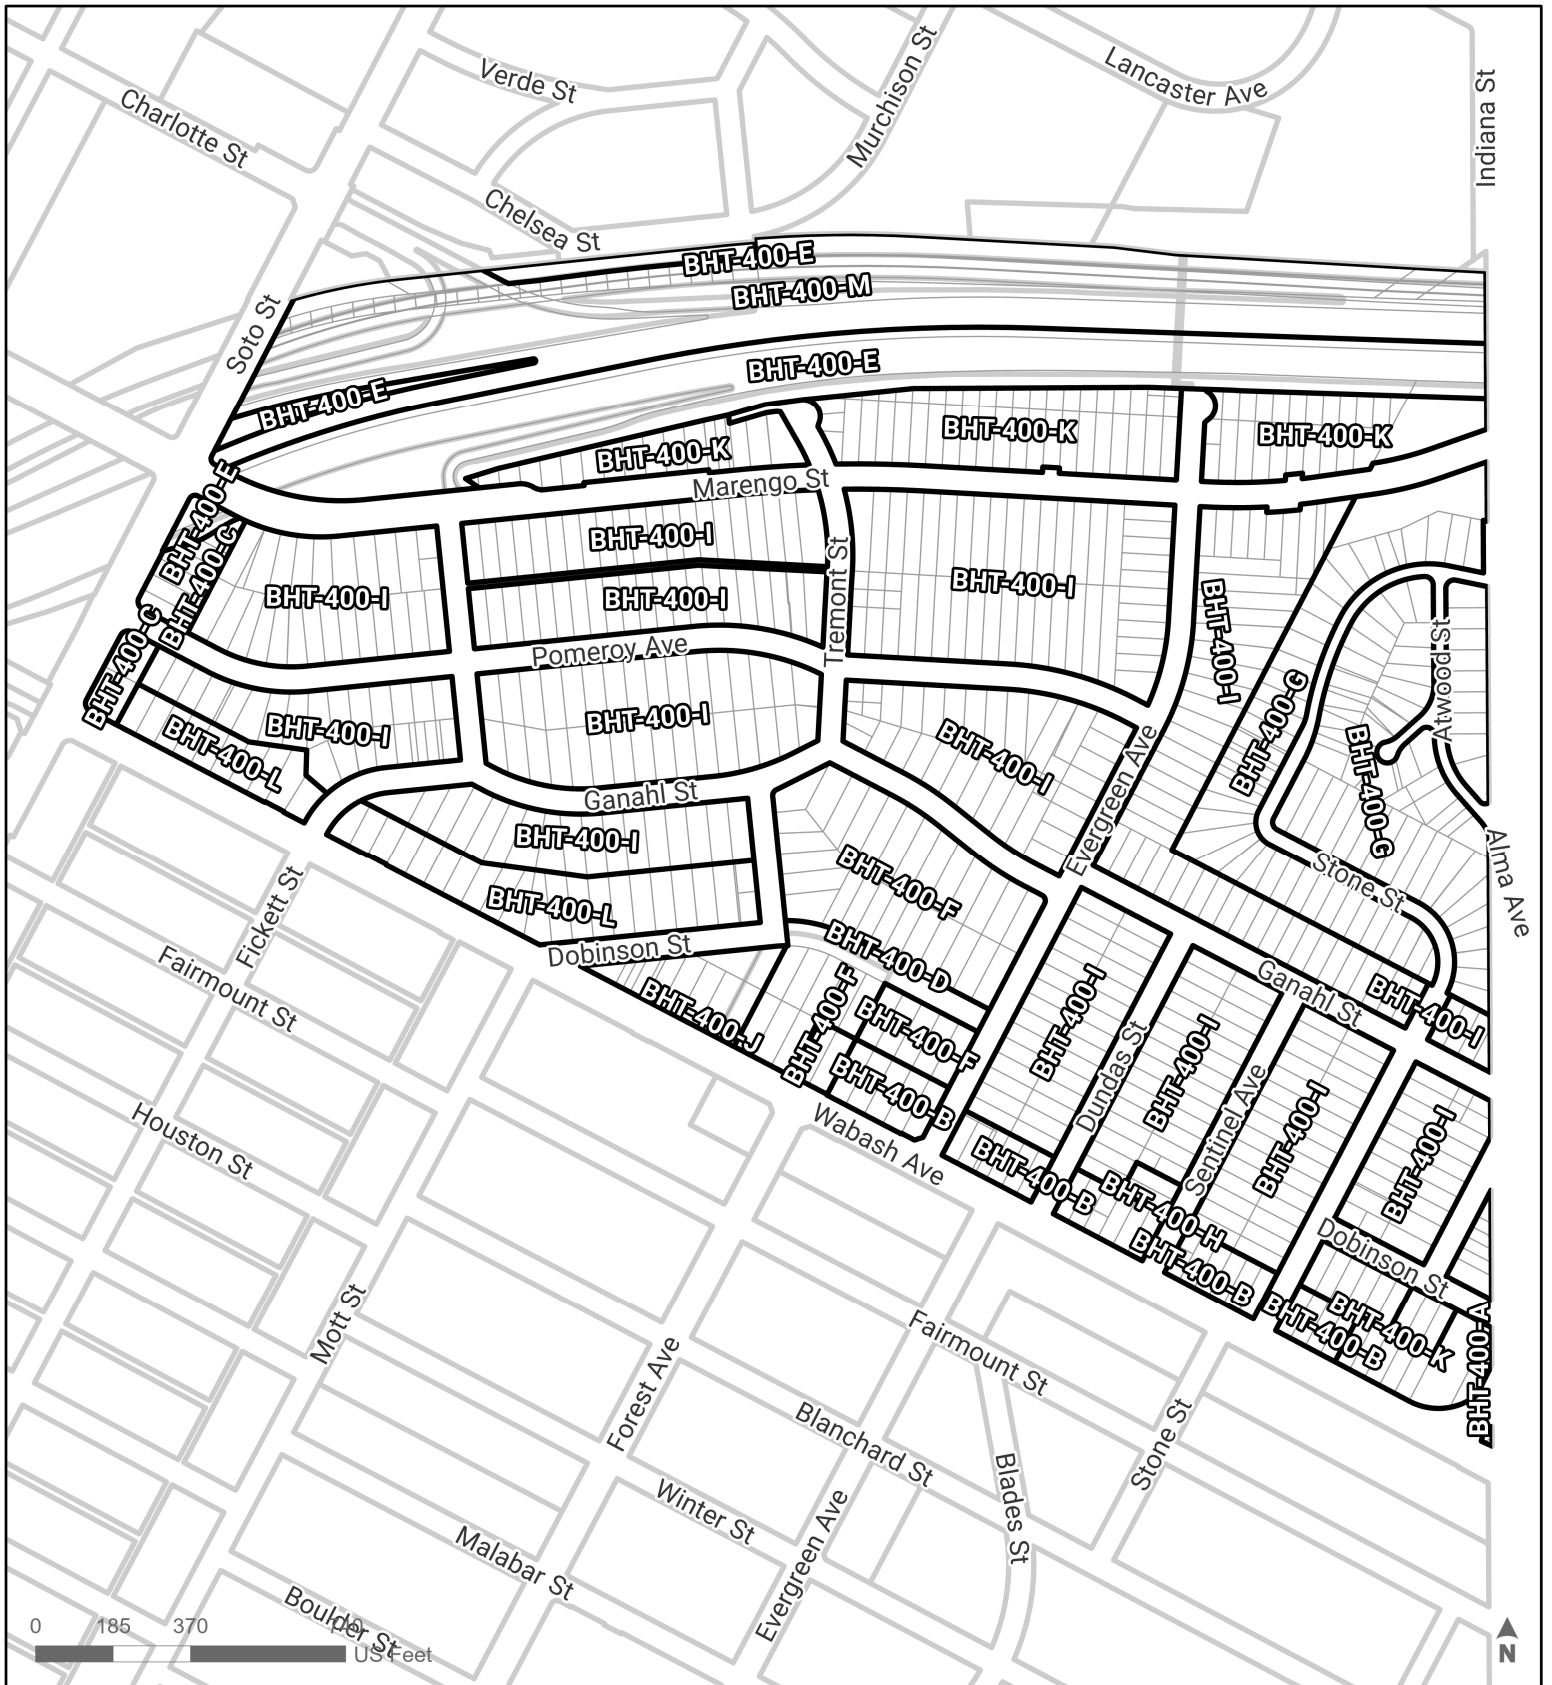 Verde St
Lancaster Ave
Murchison St
Charlotte St
Indiana St
Chelsea St
BHT-400-E
BHT-400-M
Soto St
BHT-400-E
BHT-400-E
BHT-400-K
BHT-400-K
BHT-400-K
Marengo St
BHT-400-E
BHT-400-C
BHT-400-I
BHT-400-I
BHT-400-I
BHT-400-I
BHT-400-I
BHT-400-I
Tremont St
Pomeroy Ave
Atwood St
BHT-400-C
BHT-400-G
BHT-400-I
BHT-400-I
BHT-400-L
BHT-400-I
BHT-400-G
Evergreen Ave
Ganahl St
BHT-400-I
BHT-400-F
Stone St
Alma Ave
Fickett St
BHT-400-L
Dobinson St
BHT-400-D
Fairmount St
BHT-400-J
BHT-400-F
BHT-400-F
BHT-400-I
Ganahl St
BHT-400-I
BHT-400-B
Dundas St
BHT-400-I
Sentinel Ave
BHT-400-I
BHT-400-I
Houston St
Wabash Ave
BHT-400-B
BHT-400-H
BHT-400-B
Dobinson St
BHT-400-B
BHT-400-K
BHT-400-A
Mott St
Fairmount St
Forest Ave
Blanchard St
Stone St
Blades St
Winter St
Evergreen Ave
Malabar St
Boulder St
0 185 370 740
US Feet
N